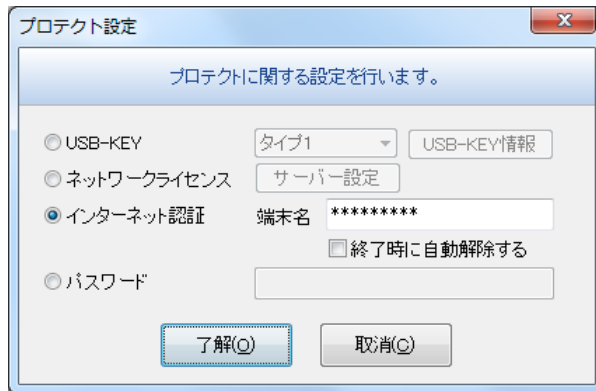 プロテクト設定
プロテクトに関する設定を行います。
USB-KEY タイプ1 USB-KEY情報
ネットワークライセンス サーバー設定
インターネット認証 端末名 *********
終了時に自動解除する
パスワード
了解(O) 取消(C)